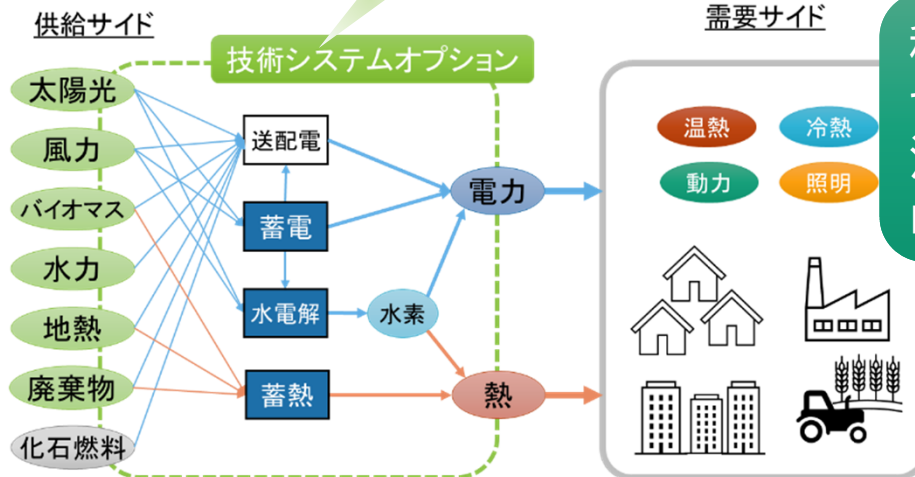 供給サイド
需要サイド
技術システムオプション
太陽光
風力
バイオマス
水力
地熱
廃棄物
化石燃料
送配電
蓄電
水電解
蓄熱
水素
電力
熱
温熱
冷熱
動力
照明